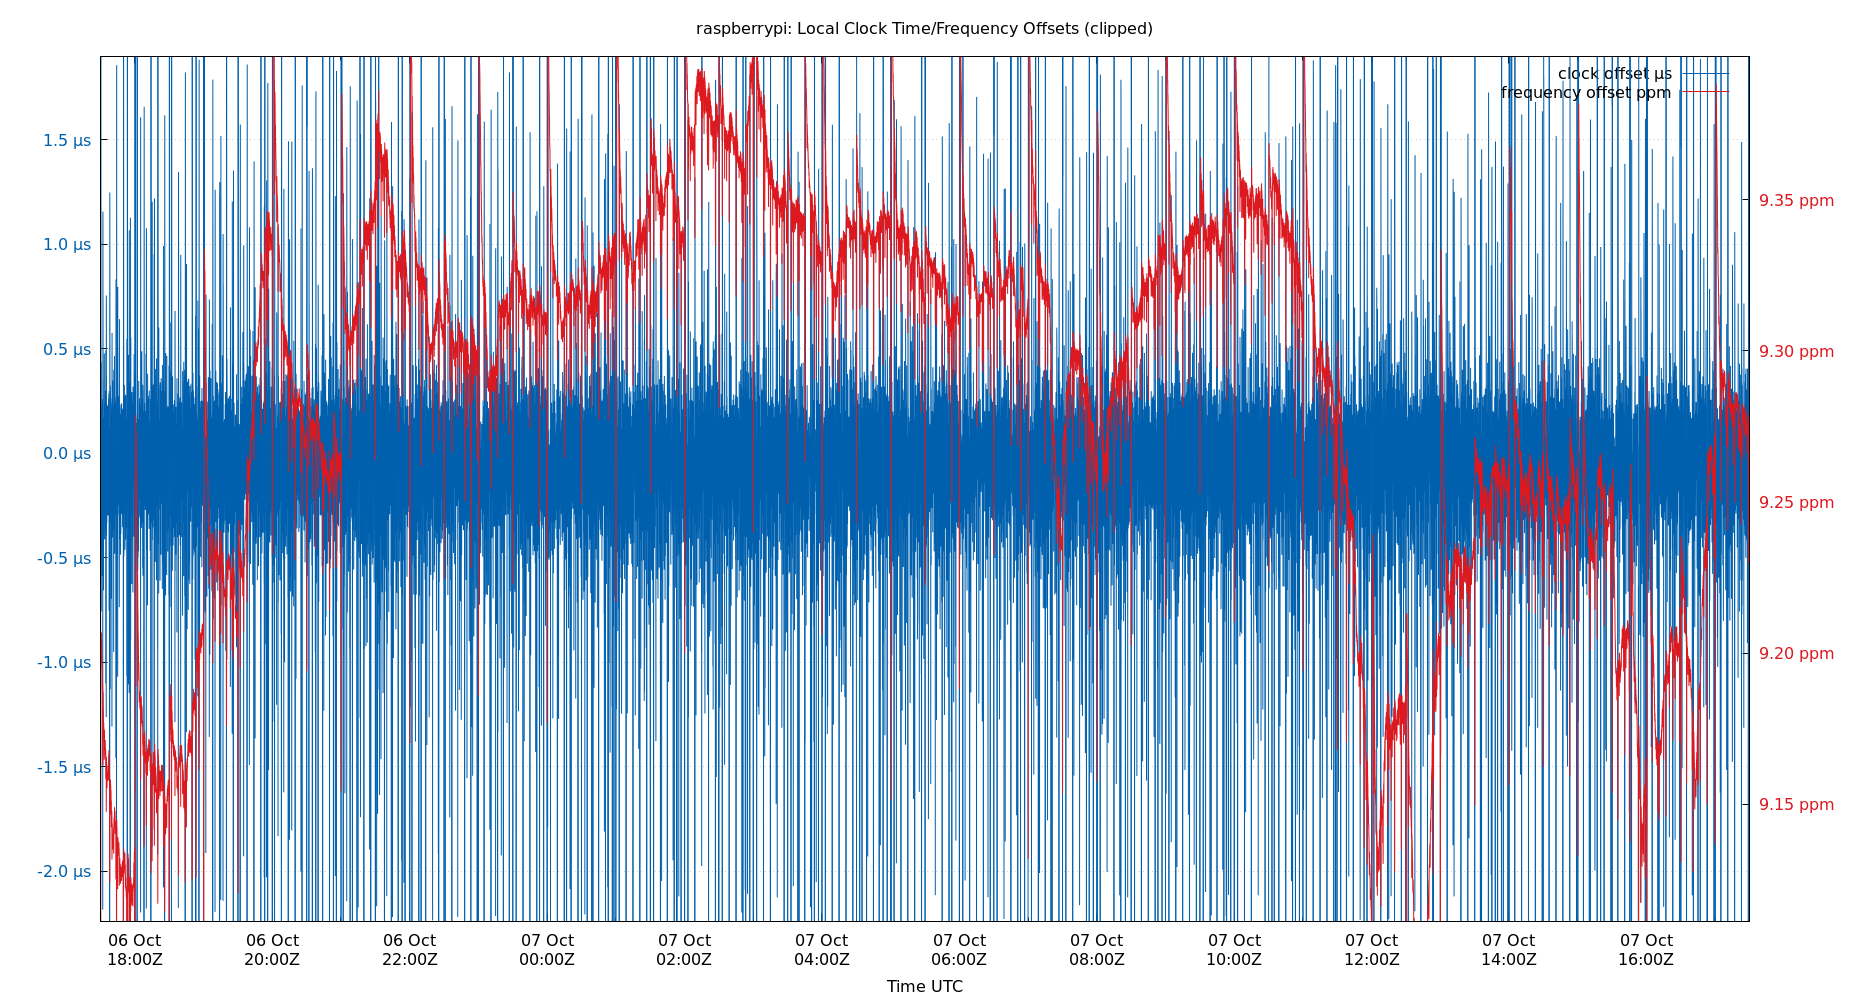 raspberrypi: Local Clock Time/Frequency Offsets (clipped)
clock offset µs
frequency offset ppm
1.5 µs
1.0 µs
0.5 µs
0.0 µs
-0.5 µs
-1.0 µs
-1.5 µs
-2.0 µs
9.35 ppm
9.30 ppm
9.25 ppm
9.20 ppm
9.15 ppm
06 Oct 06 Oct 06 Oct 07 Oct 07 Oct 07 Oct 07 Oct 07 Oct 07 Oct 07 Oct 07 Oct 07 Oct
18:00Z 20:00Z 22:00Z 00:00Z 02:00Z 04:00Z 06:00Z 08:00Z 10:00Z 12:00Z 14:00Z 16:00Z
Time UTC